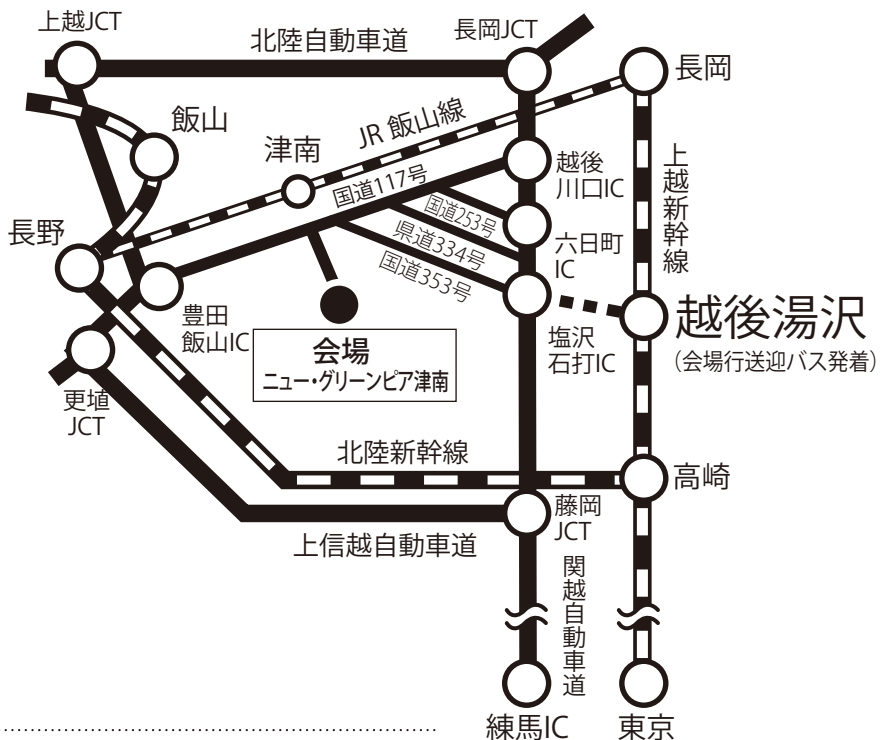 上越JCT
北陸自動車道
長岡JCT
長岡
飯山
JR 飯山線
津南
越後
川口IC
上越新幹線
国道117号
国道253号
県道334号
国道353号
六日町
IC
長野
豊田
飯山IC
会場
ニュー・グリーンピア津南
塩沢
石打IC
越後湯沢
(会場行送迎バス発着)
更埴
JCT
北陸新幹線
高崎
上信越自動車道
藤岡
JCT
関越自動車道
練馬IC
東京